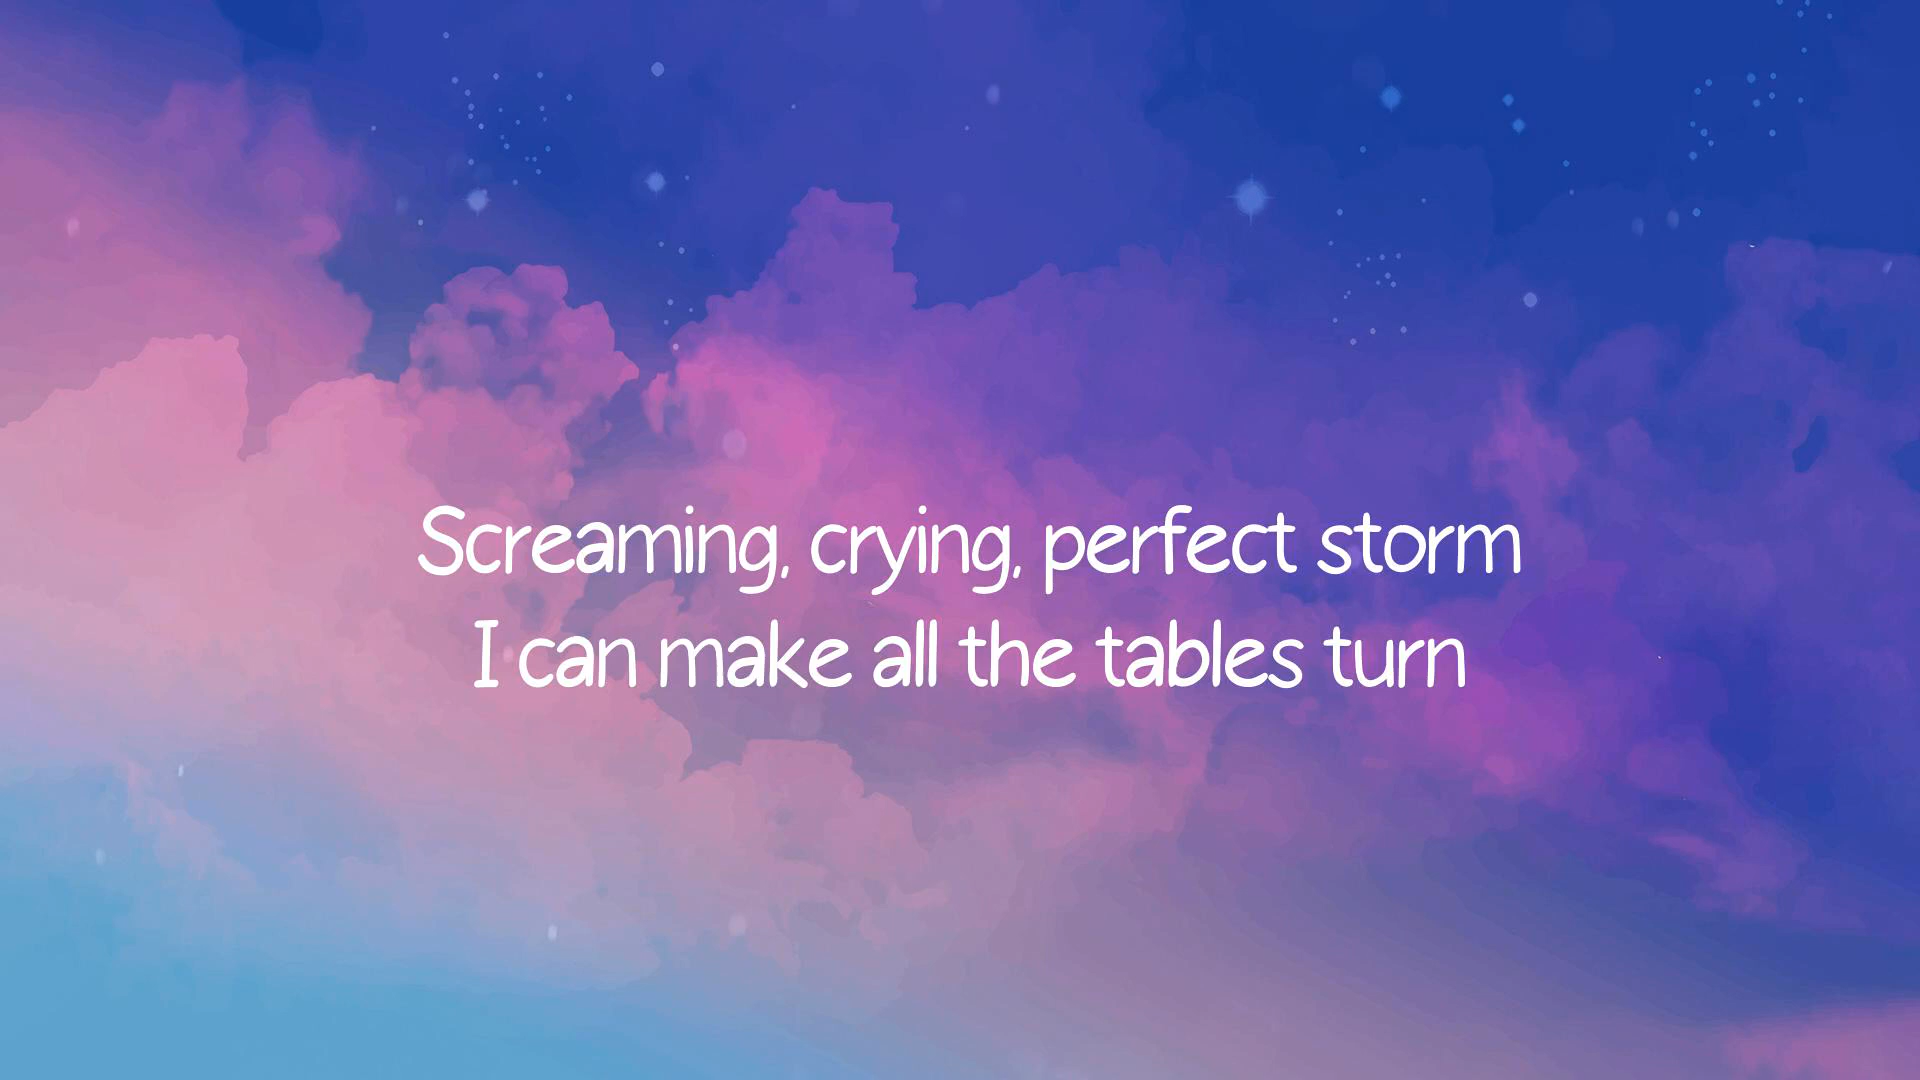 Screaming, crying, perfect storm
I can make all the tables turn